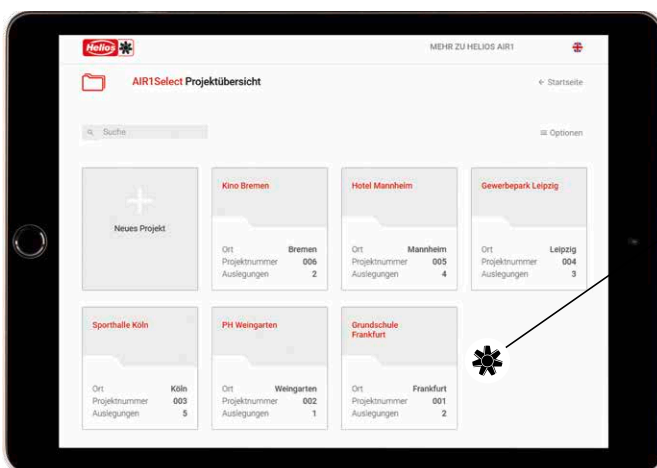 Helios
MEHR ZU HELIOS AIR1
AIR1Select Projektübersicht
← Startseite
Suche
Optionen
Neues Projekt
Kino Bremen
Ort Bremen
Projektnummer 006
Auslegungen 2
Hotel Mannheim
Ort Mannheim
Projektnummer 005
Auslegungen 4
Gewerbepark Leipzig
Ort Leipzig
Projektnummer 004
Auslegungen 3
Sporthalle Köln
Ort Köln
Projektnummer 003
Auslegungen 5
PH Weingarten
Ort Weingarten
Projektnummer 002
Auslegungen 1
Grundschule
Frankfurt
Ort Frankfurt
Projektnummer 001
Auslegungen 2